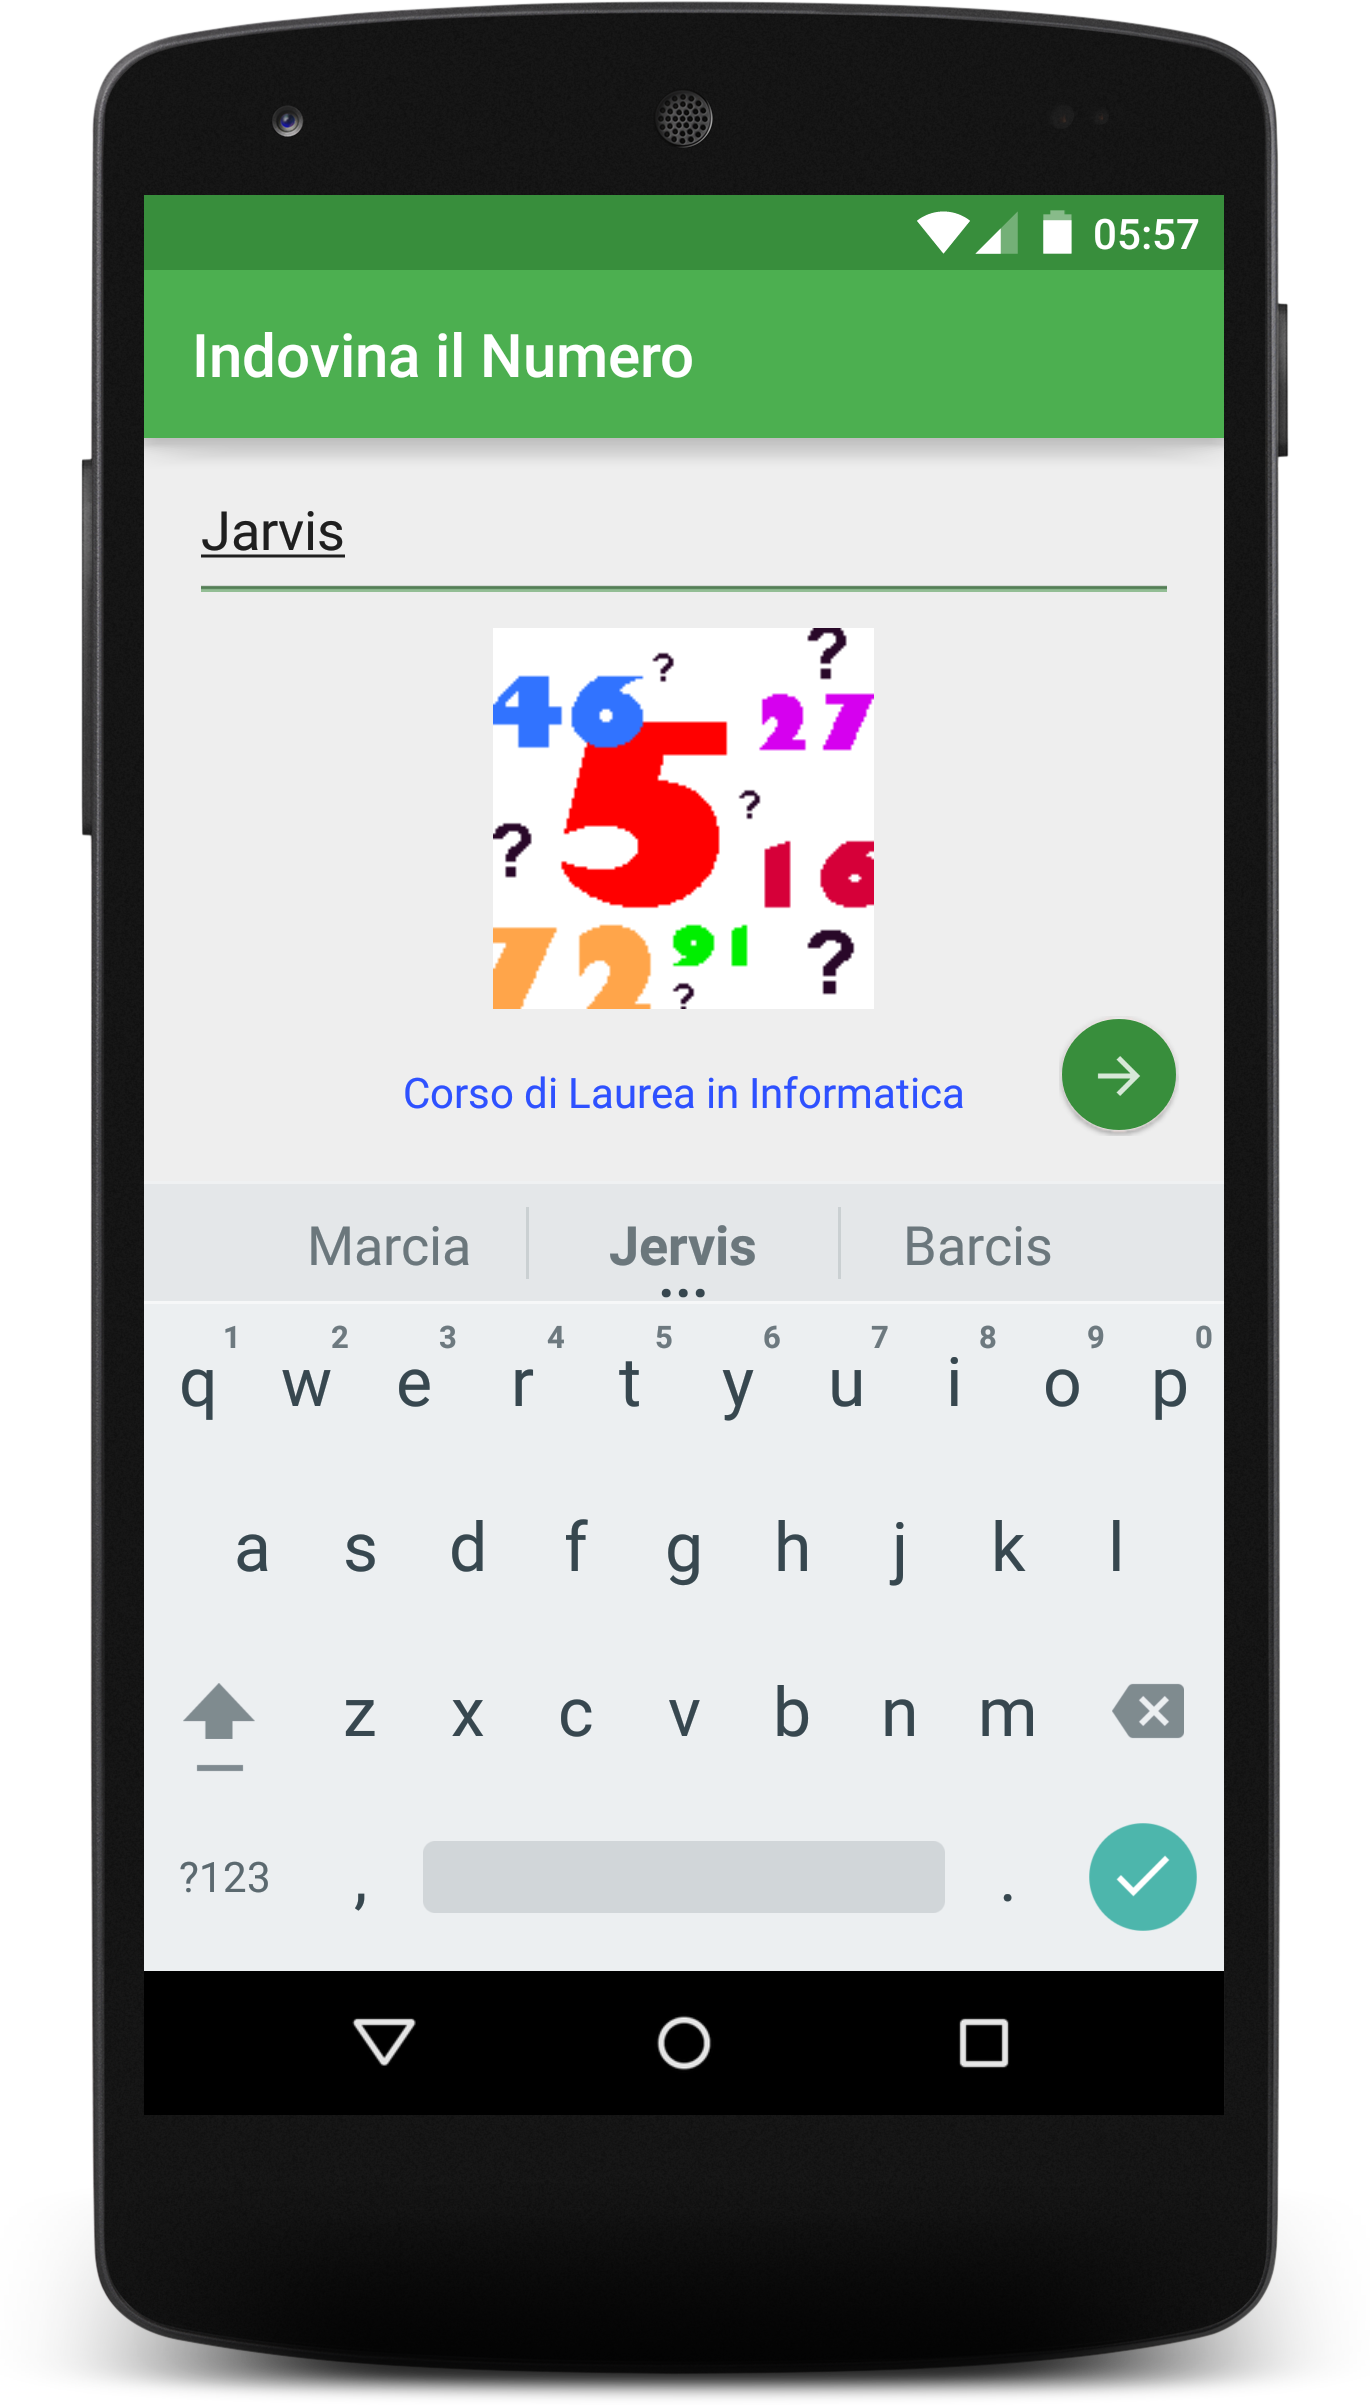 05:57
Indovina il Numero
Jarvis
?
?
46
27
5
?
?
16
72
91
?
?
Corso di Laurea in Informatica
Marcia Jervis Barcis
1 2 3 4 5 6 7 8 9 0
q w e r t y u i o p
a s d f g h j k l
z x c v b n m
?123 , .